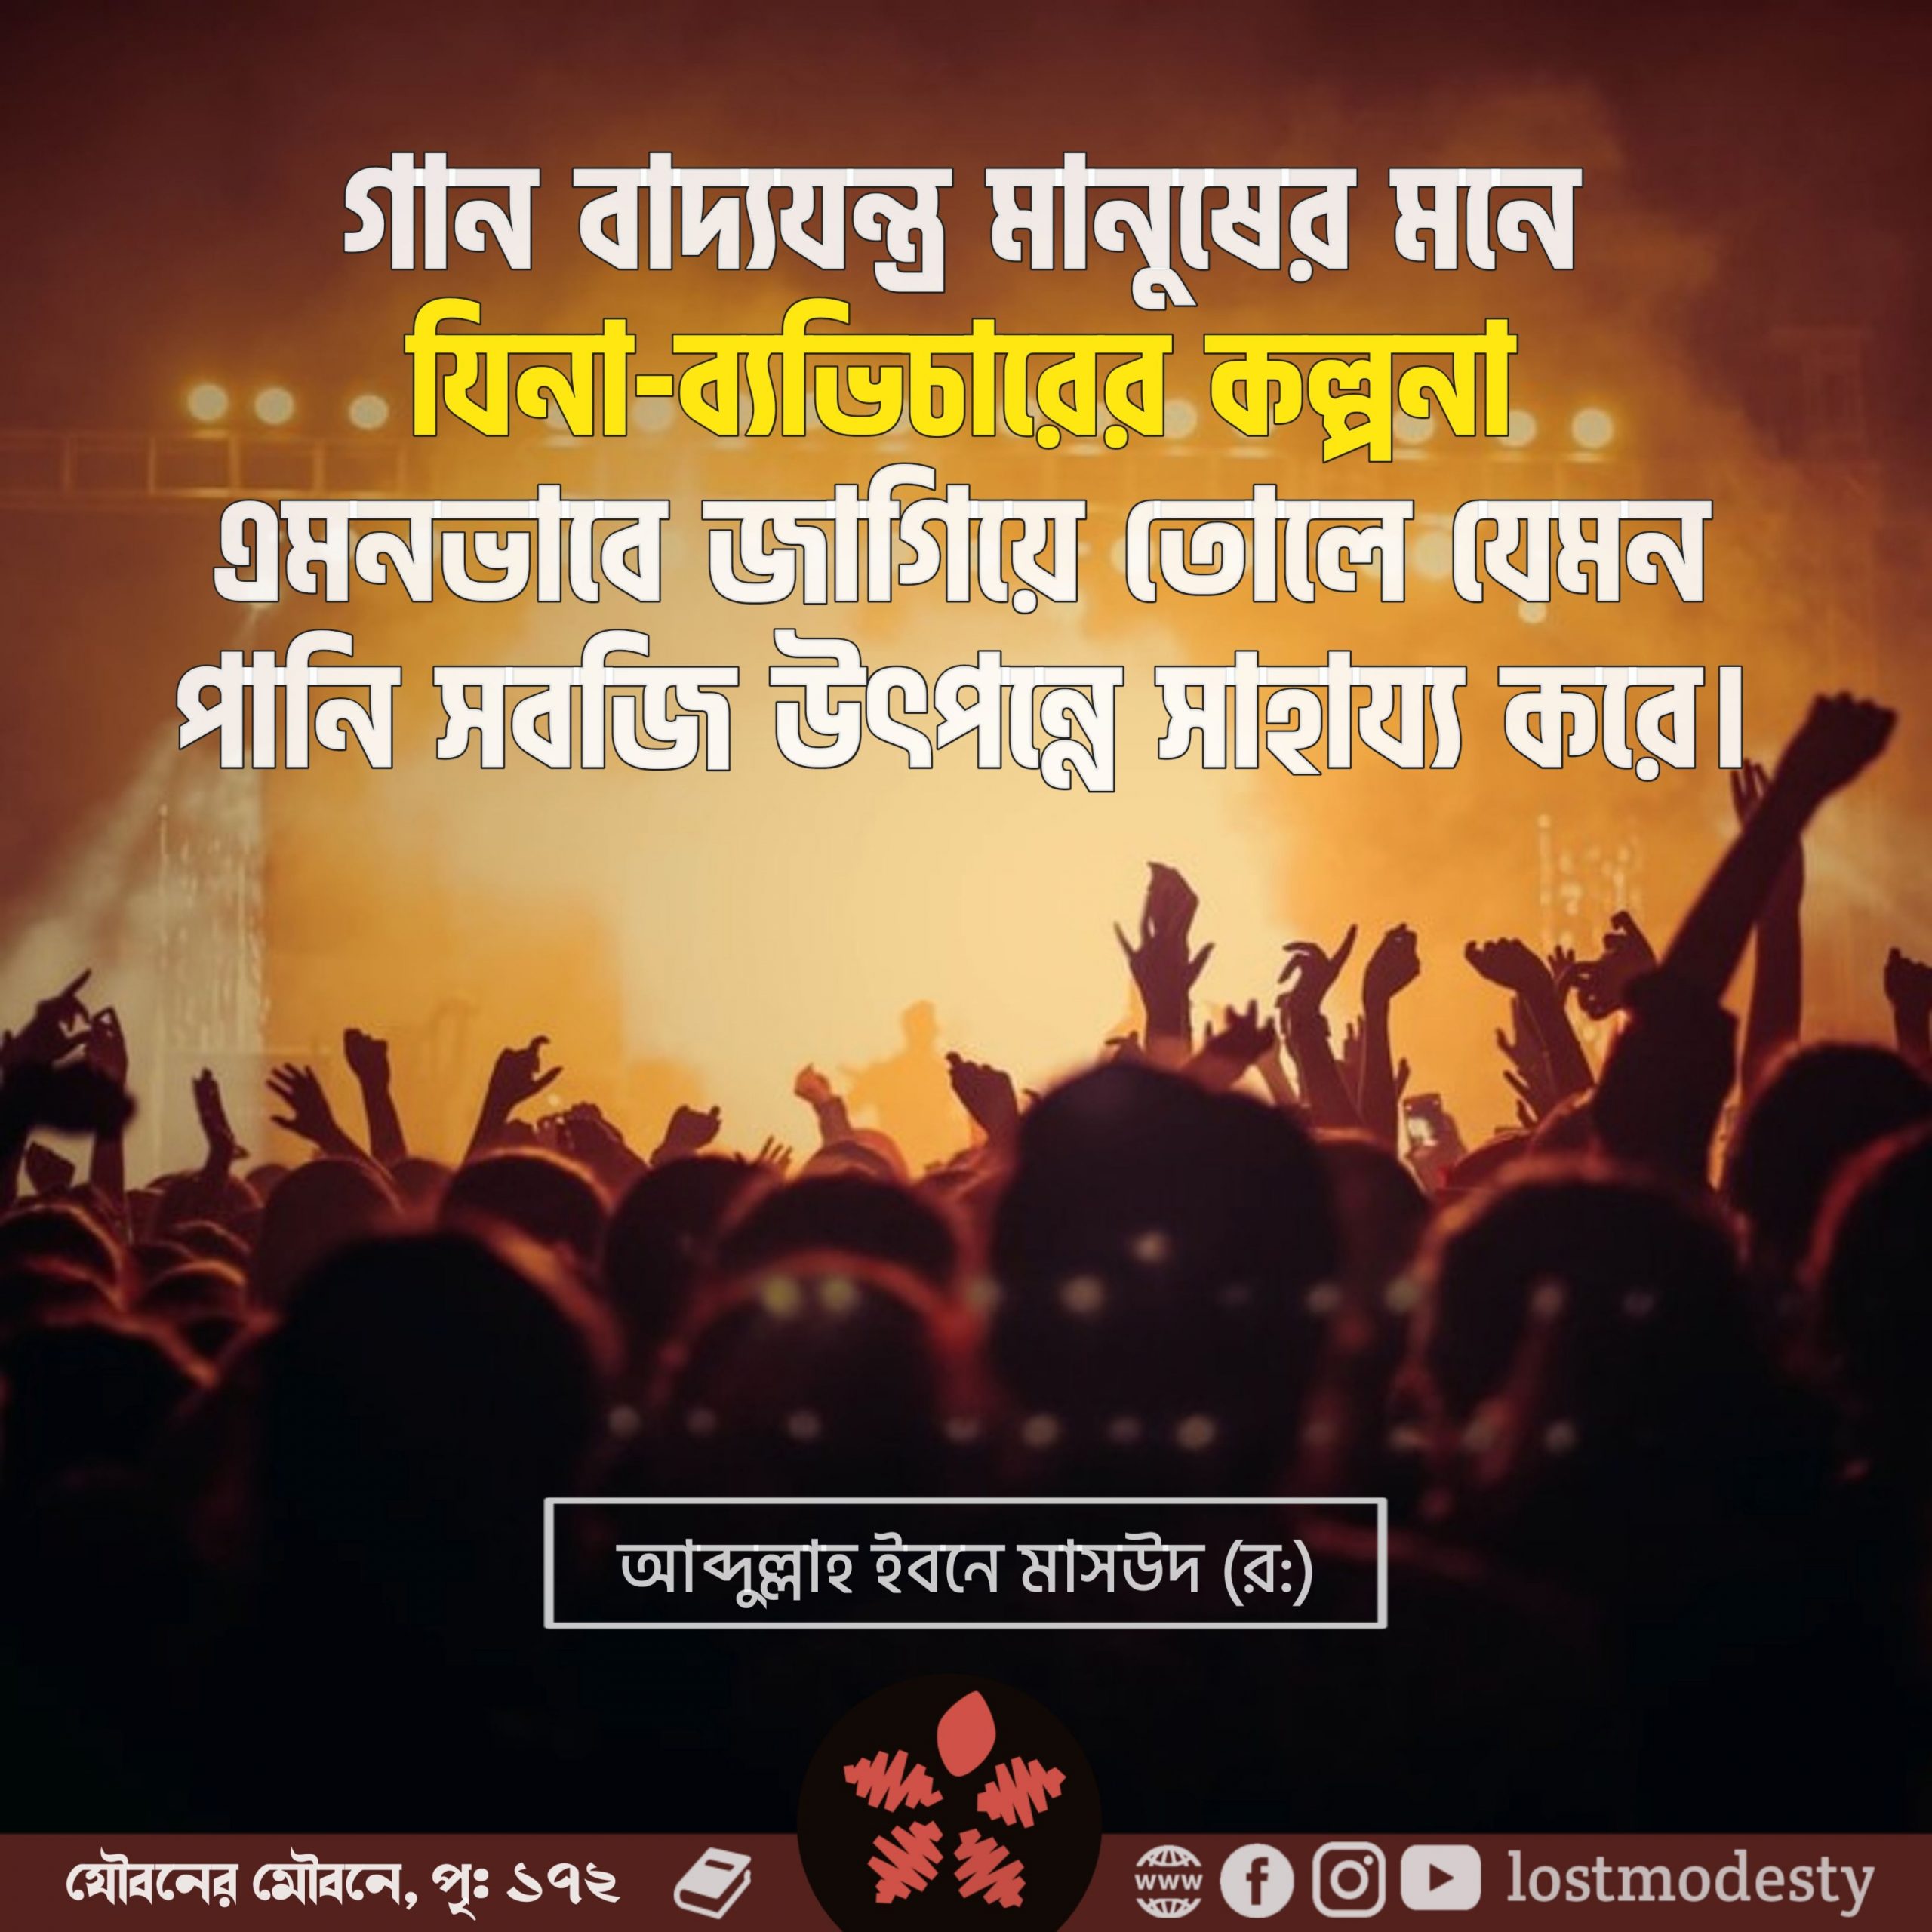 গান বাদ্যযন্ত্র মানুষের মনে
যিনা-ব্যভিচারের কল্পনা
এমনভাবে জাগিয়ে তোলে যেমন
পানি সবজি উৎপন্নে সাহায্য করে।
আব্দুল্লাহ ইবনে মাসউদ (র:)
যৌবনের মৌবনে, পৃঃ ১৭২
www
lostmodesty